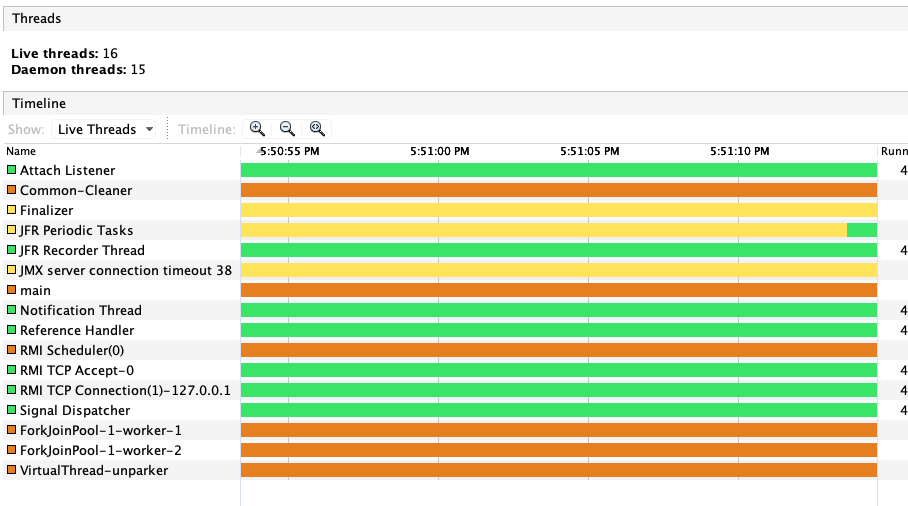 Threads
Live threads: 16
Daemon threads: 15
Timeline
Show: Live Threads Timeline:
Name 5:50:55 PM 5:51:00 PM 5:51:05 PM 5:51:10 PM Runn
Attach Listener 4
Common-Cleaner
Finalizer
JFR Periodic Tasks
JFR Recorder Thread 4
JMX server connection timeout 38
main
Notification Thread 4
Reference Handler 4
RMI Scheduler(0)
RMI TCP Accept-0 4
RMI TCP Connection(1)-127.0.0.1 4
Signal Dispatcher 4
ForkJoinPool-1-worker-1
ForkJoinPool-1-worker-2
VirtualThread-unparker